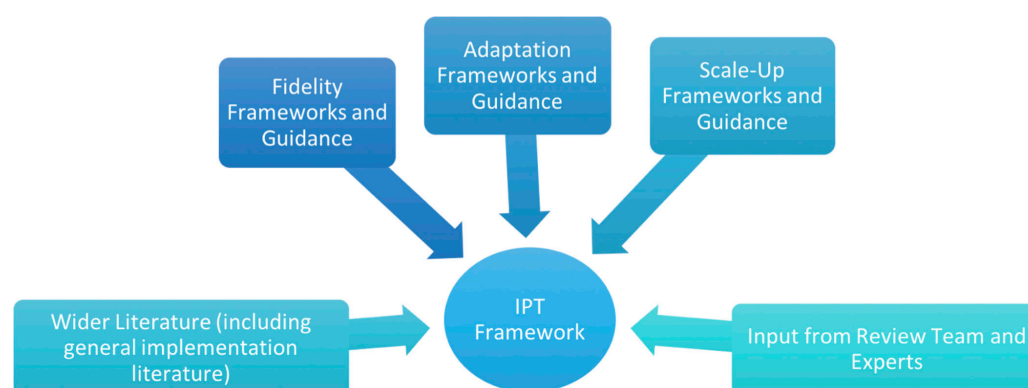 Fidelity
Frameworks and
Guidance
Adaptation
Frameworks and
Guidance
Scale-Up
Frameworks and
Guidance
Wider Literature (including
general implementation
literature)
IPT
Framework
Input from Review Team and
Experts